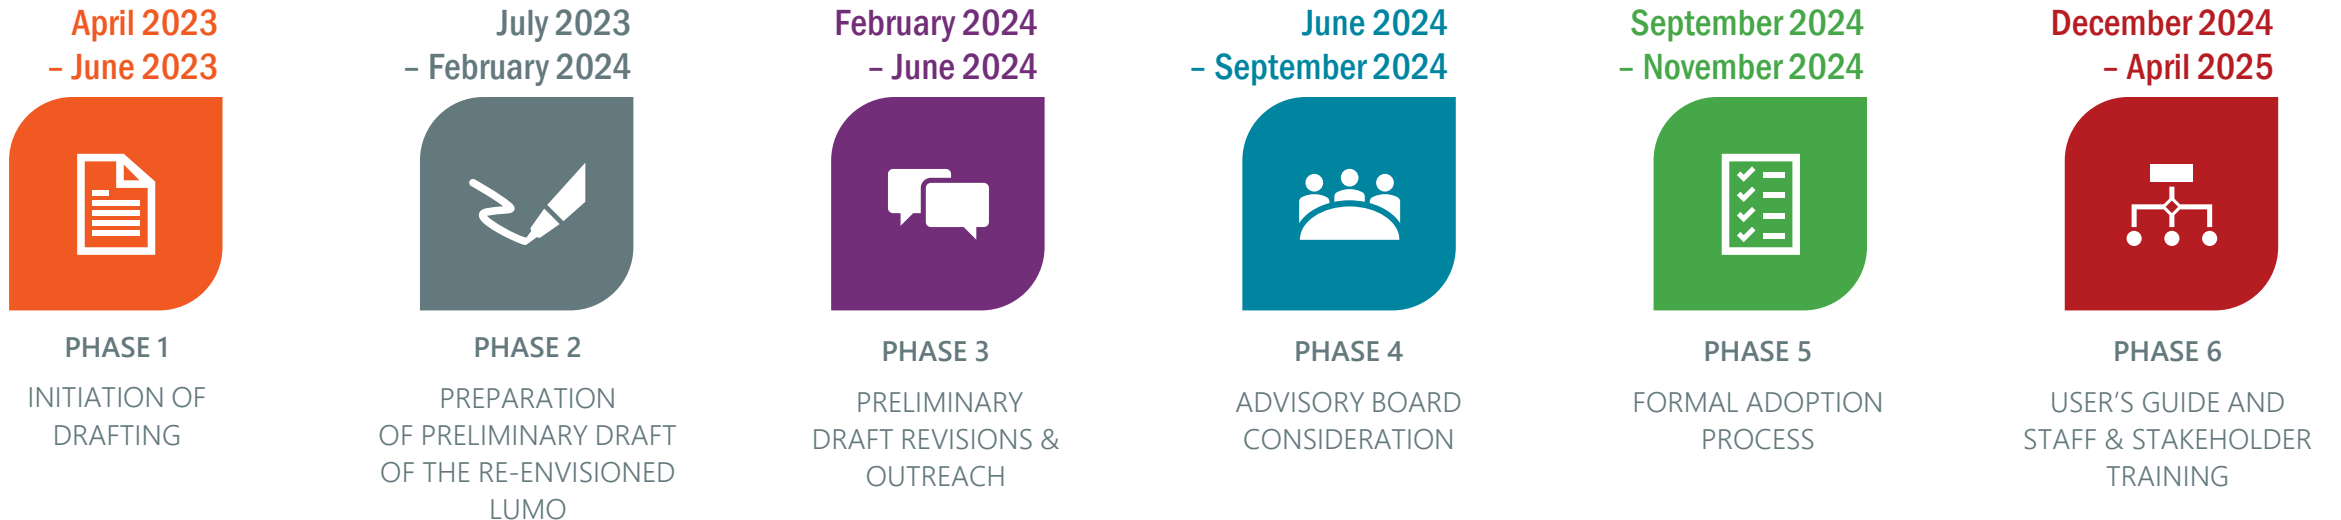 April 2023
– June 2023
PHASE 1
INITIATION OF
DRAFTING
July 2023
– February 2024
PHASE 2
PREPARATION
OF PRELIMINARY DRAFT
OF THE RE-ENVISIONED
LUMO
February 2024
– June 2024
PHASE 3
PRELIMINARY
DRAFT REVISIONS &
OUTREACH
June 2024
– September 2024
PHASE 4
ADVISORY BOARD
CONSIDERATION
September 2024
– November 2024
PHASE 5
FORMAL ADOPTION
PROCESS
December 2024
– April 2025
PHASE 6
USER’S GUIDE AND
STAFF & STAKEHOLDER
TRAINING